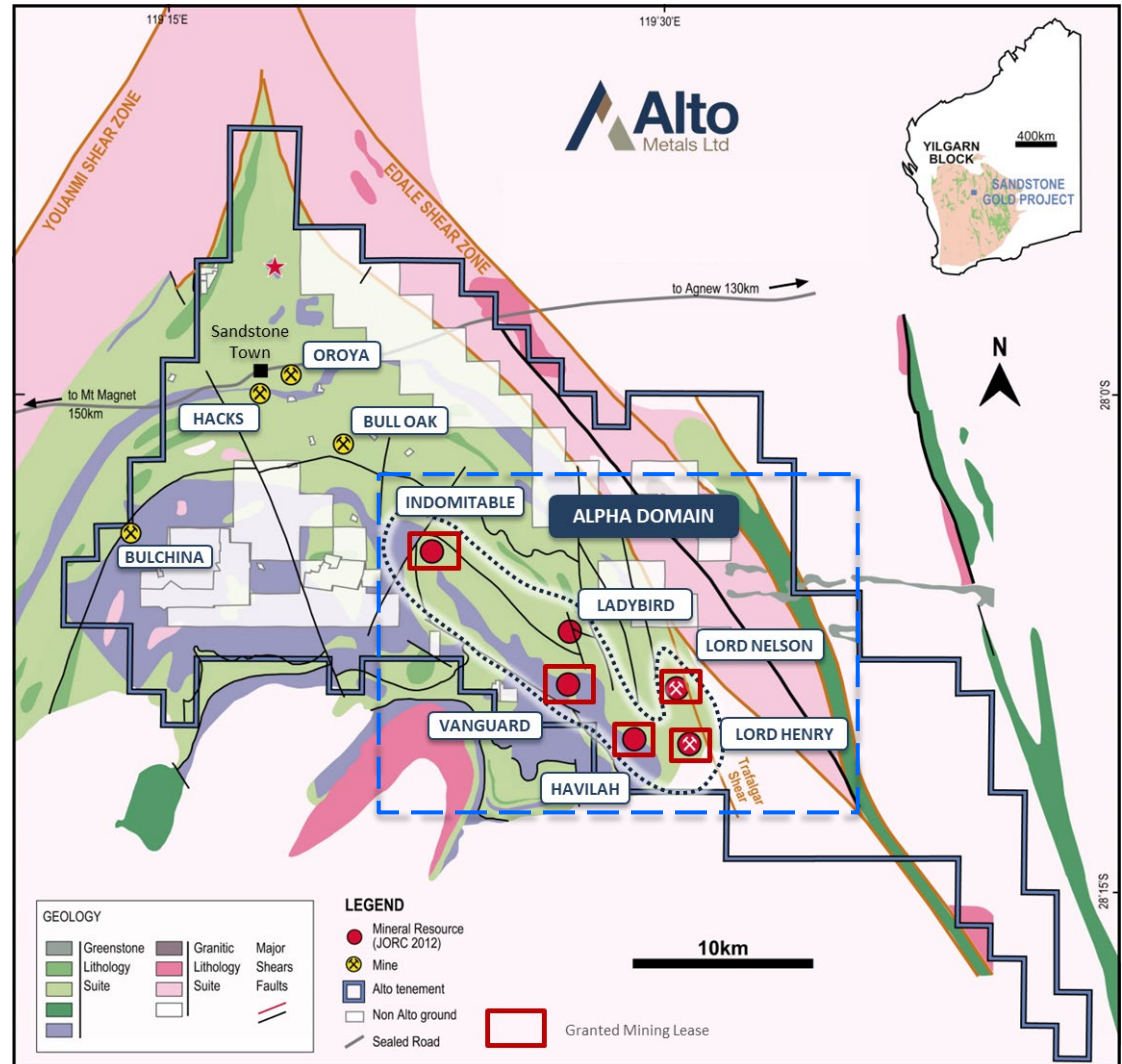 119°15'E
119°30'E
YOUANMI SHEAR ZONE
EDALE SHEAR ZONE
Alto
Metals Ltd
400km
YILGARN
BLOCK
SANDSTONE
GOLD PROJECT
to Agnew 130km
Sandstone
Town
OROYA
N
to Mt Magnet
150km
28°0'S
HACKS
BULL OAK
INDOMITABLE
ALPHA DOMAIN
BULCHINA
LADYBIRD
LORD NELSON
VANGUARD
LORD HENRY
HAVILAH
Trafalgar
Shear
28°15'S
GEOLOGY
Greenstone
Lithology
Suite
Granitic
Lithology
Suite
Major
Shears
Faults
LEGEND
Mineral Resource
(JORC 2012)
Mine
Alto tenement
Non Alto ground
Sealed Road
10km
Granted Mining Lease